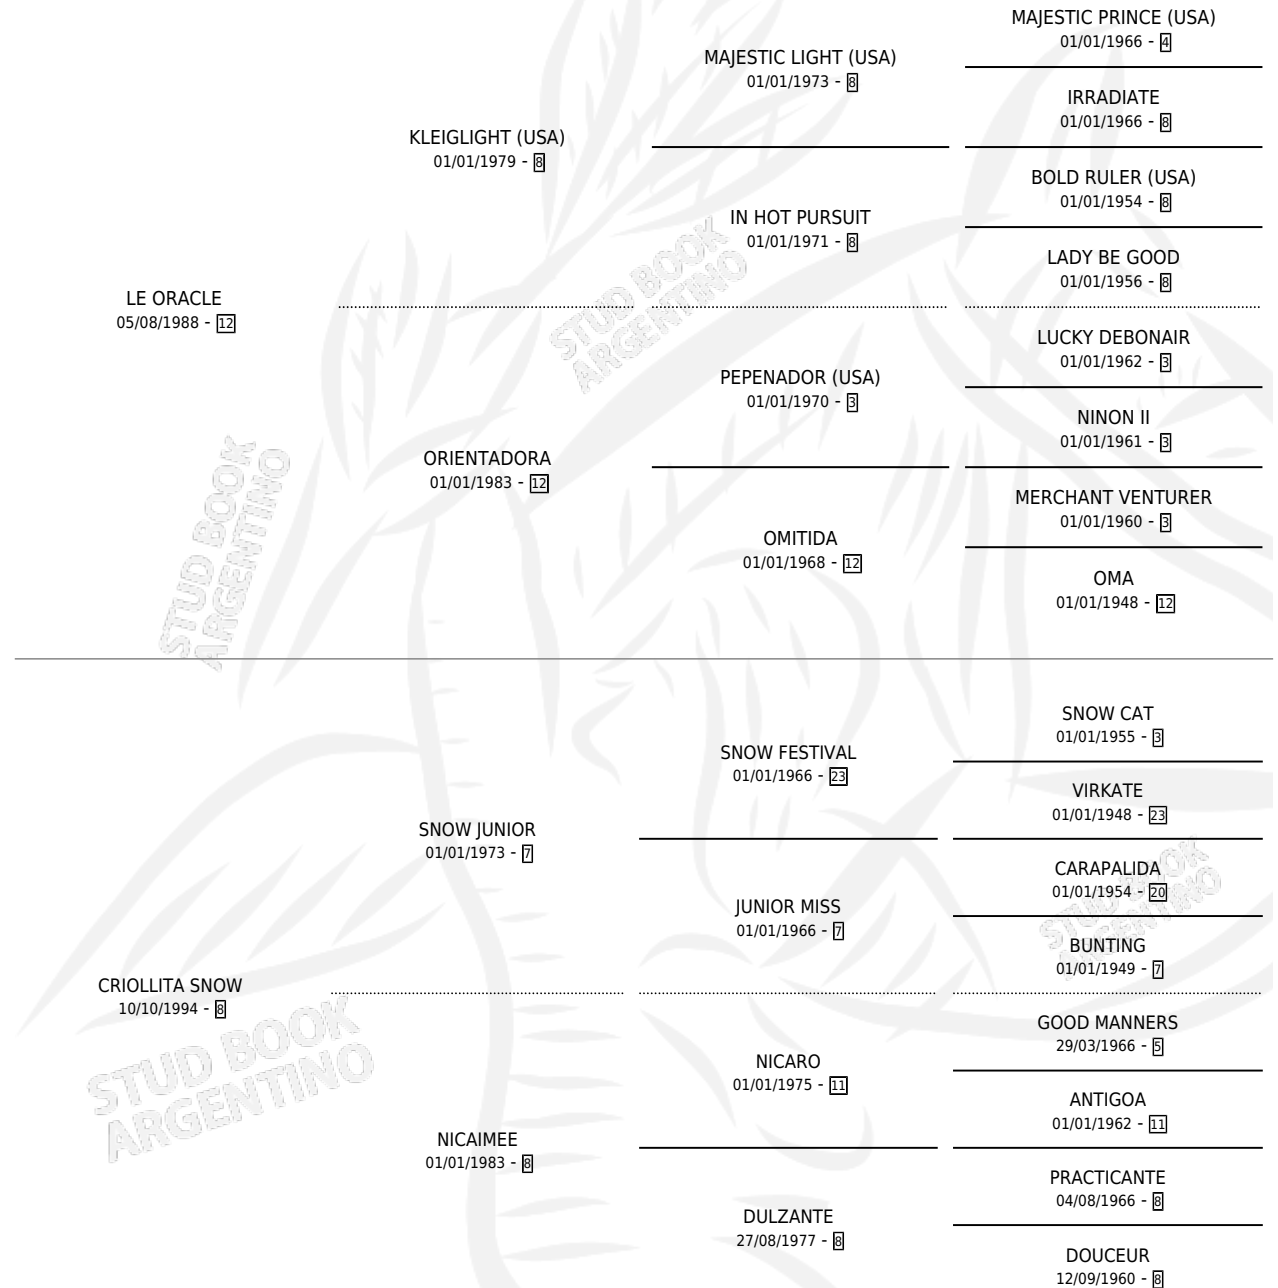 MAJESTIC PRINCE (USA)
01/01/1966 - 4
MAJESTIC LIGHT (USA)
01/01/1973 - 8
IRRADIATE
01/01/1966 - 8
KLEIGLIGHT (USA)
01/01/1979 - 8
BOLD RULER (USA)
01/01/1954 - 8
IN HOT PURSUIT
01/01/1971 - 8
LADY BE GOOD
01/01/1956 - 8
LE ORACLE
05/08/1988 - 12
LUCKY DEBONAIR
01/01/1962 - 3
PEPENADOR (USA)
01/01/1970 - 3
NINON II
01/01/1961 - 3
ORIENTADORA
01/01/1983 - 12
MERCHANT VENTURER
01/01/1960 - 3
OMITIDA
01/01/1968 - 12
OMA
01/01/1948 - 12
SNOW CAT
01/01/1955 - 3
SNOW FESTIVAL
01/01/1966 - 23
VIRKATE
01/01/1948 - 23
SNOW JUNIOR
01/01/1973 - 7
CARAPALIDA
01/01/1954 - 20
JUNIOR MISS
01/01/1966 - 7
BUNTING
01/01/1949 - 7
CRIOLLITA SNOW
10/10/1994 - 8
GOOD MANNERS
29/03/1966 - 5
NICARO
01/01/1975 - 11
ANTIGOA
01/01/1962 - 11
NICAIMEE
01/01/1983 - 8
PRACTICANTE
04/08/1966 - 8
DULZANTE
27/08/1977 - 8
DOUCEUR
12/09/1960 - 8
STUD BOOK
ARGENTINO
STUD BOOK
ARGENTINO
STUD BOOK
ARGENTINO
STUD BOOK
ARGENTINO